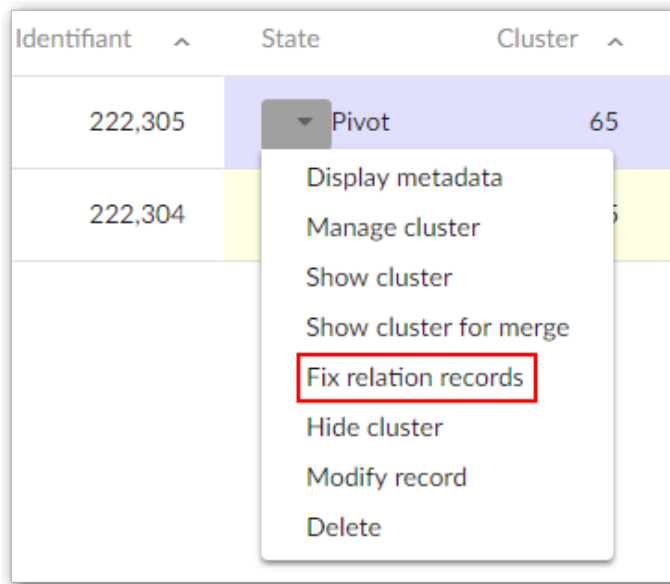 Identifiant State Cluster
222,305 Pivot 65
Display metadata
222,304
Manage cluster
Show cluster
Show cluster for merge
Fix relation records
Hide cluster
Modify record
Delete